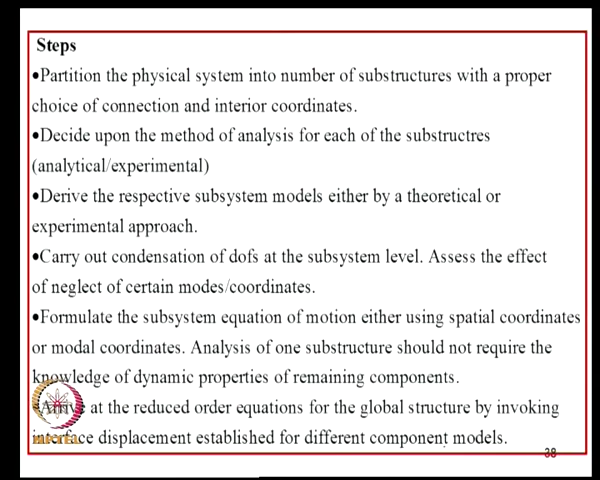 Steps
•Partition the physical system into number of substructures with a proper
choice of connection and interior coordinates.
•Decide upon the method of analysis for each of the substructres
(analytical/experimental)
•Derive the respective subsystem models either by a theoretical or
experimental approach.
•Carry out condensation of dofs at the subsystem level. Assess the effect
of neglect of certain modes/coordinates.
•Formulate the subsystem equation of motion either using spatial coordinates
or modal coordinates. Analysis of one substructure should not require the
knowledge of dynamic properties of remaining components.
•Arrive at the reduced order equations for the global structure by invoking
interface displacement established for different component models.
NPTEL
38